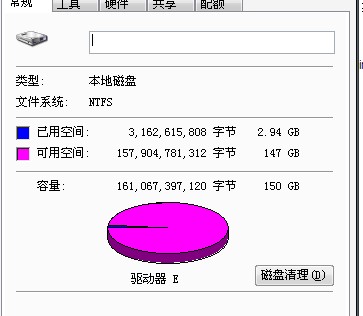 常规 工具 硬件 共享 配额
类型: 本地磁盘
文件系统: NTFS
已用空间: 3,162,615,808 字节 2.94 GB
可用空间: 157,904,781,312 字节 147 GB
容量: 161,067,397,120 字节 150 GB
驱动器 E
磁盘清理(D)